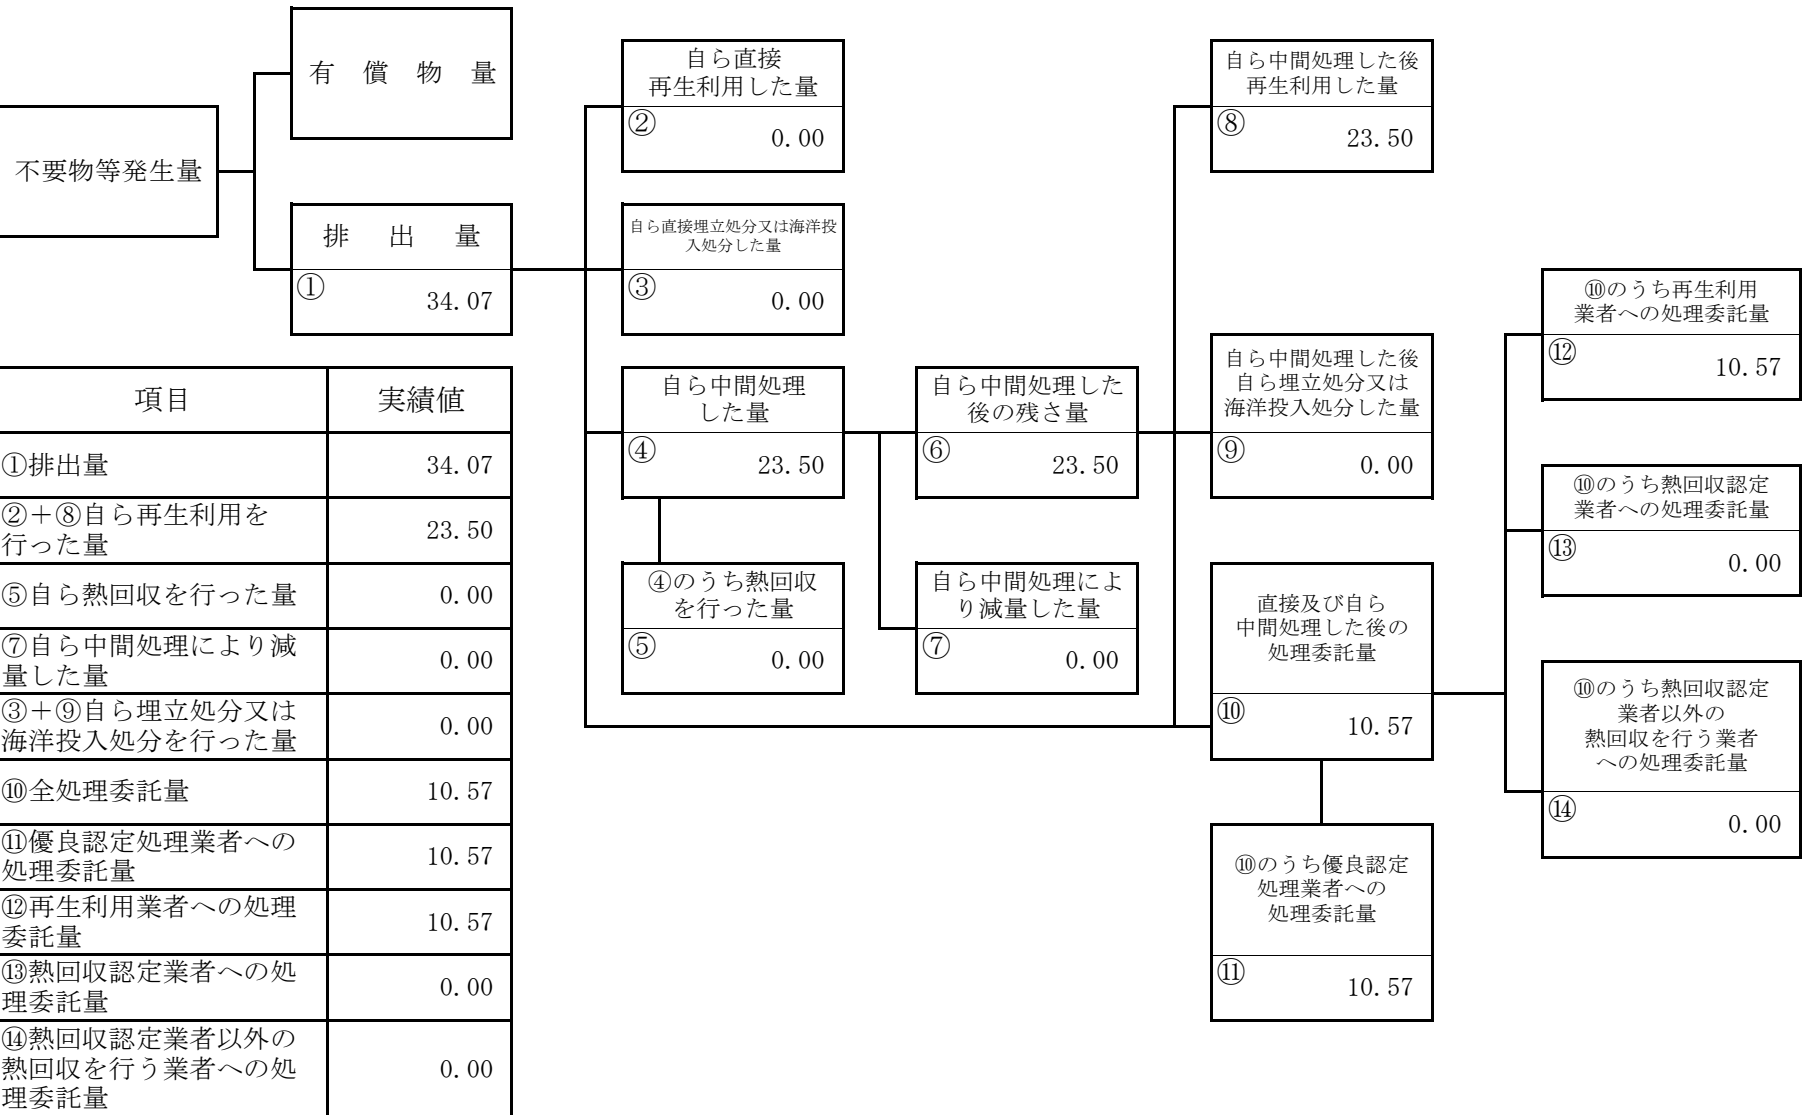 有償物量
不要物等発生量
排出量
①
34.07
自ら直接
再生利用した量
②
0.00
自ら直接埋立処分又は海洋投
入処分した量
③
0.00
自ら中間処理
した量
④
23.50
④のうち熱回収
を行った量
⑤
0.00
自ら中間処理した
後の残さ量
⑥
23.50
自ら中間処理によ
り減量した量
⑦
0.00
自ら中間処理した後
再生利用した量
⑧
23.50
自ら中間処理した後
自ら埋立処分又は
海洋投入処分した量
⑨
0.00
直接及び自ら
中間処理した後の
処理委託量
⑩
10.57
⑩のうち優良認定
処理業者への
処理委託量
⑪
10.57
⑩のうち再生利用
業者への処理委託量
⑫
10.57
⑩のうち熱回収認定
業者への処理委託量
⑬
0.00
⑩のうち熱回収認定
業者以外の
熱回収を行う業者
への処理委託量
⑭
0.00
項目 実績値
①排出量 34.07
②+⑧自ら再生利用を
行った量 23.50
⑤自ら熱回収を行った量 0.00
⑦自ら中間処理により減
量した量 0.00
③+⑨自ら埋立処分又は
海洋投入処分を行った量 0.00
⑩全処理委託量 10.57
⑪優良認定処理業者への
処理委託量 10.57
⑫再生利用業者への処理
委託量 10.57
⑬熱回収認定業者への処
理委託量 0.00
⑭熱回収認定業者以外の
熱回収を行う業者への処
理委託量 0.00